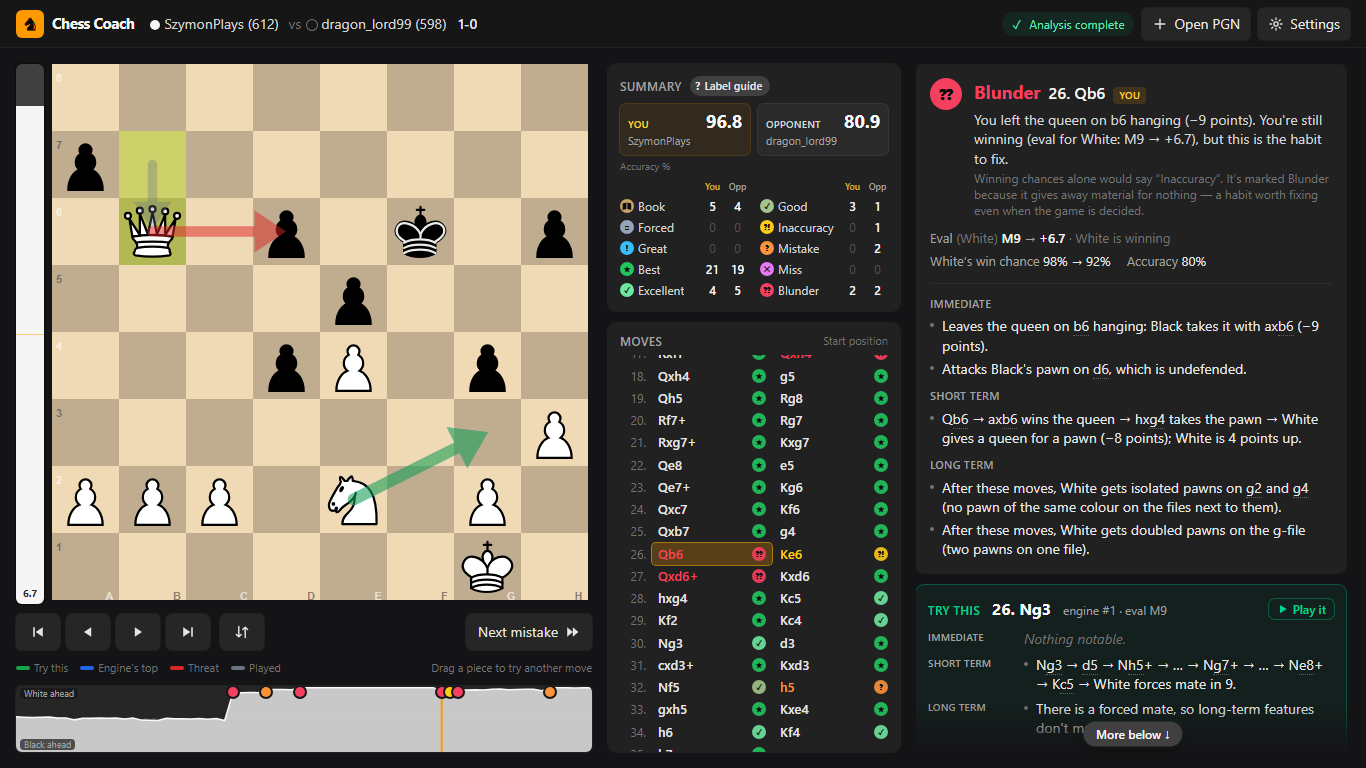 Chess Coach
SzymonPlays (612) vs dragon_lord99 (598) 1-0
✓ Analysis complete
+ Open PGN
Settings
8
7
6
5
4
3
2
1
A B C D E F G H
6.7
Next mistake
Try this
Engine's top
Threat
Played
Drag a piece to try another move
White ahead
Black ahead
SUMMARY
? Label guide
YOU 96.8
SzymonPlays
OPPONENT 80.9
dragon_lord99
Accuracy %
You Opp You Opp
Book 5 4 Good 3 1
Forced 0 0 Inaccuracy 0 1
Great 0 0 Mistake 0 2
Best 21 19 Miss 0 0
Excellent 4 5 Blunder 2 2
MOVES
Start position
18. Qxh4 g5
19. Qh5 Rg8
20. Rf7+ Rg7
21. Rxg7+ Kxg7
22. Qe8 e5
23. Qe7+ Kg6
24. Qxc7 Kf6
25. Qxb7 g4
26. Qb6 ?? Ke6 ?!
27. Qxd6+ ?? Kxd6
28. hxg4 Kc5
29. Kf2 Kc4
30. Ng3 d3
31. cxd3+ Kxd3
32. Nf5 h5 ?
33. gxh5 Kxe4
34. h6 Kf4
?? Blunder 26. Qb6 YOU
You left the queen on b6 hanging (−9 points). You're still
winning (eval for White: M9 → +6.7), but this is the habit
to fix.
Winning chances alone would say “Inaccuracy”. It's marked Blunder
because it gives away material for nothing — a habit worth fixing
even when the game is decided.
Eval (White) M9 → +6.7 · White is winning
White's win chance 98% → 92% Accuracy 80%
IMMEDIATE
• Leaves the queen on b6 hanging: Black takes it with axb6 (−9
points).
• Attacks Black's pawn on d6, which is undefended.
SHORT TERM
• Qb6 → axb6 wins the queen → hxg4 takes the pawn → White
gives a queen for a pawn (−8 points); White is 4 points up.
LONG TERM
• After these moves, White gets isolated pawns on g2 and g4
(no pawn of the same colour on the files next to them).
• After these moves, White gets doubled pawns on the g-file
(two pawns on one file).
TRY THIS 26. Ng3 engine #1 · eval M9
Play it
IMMEDIATE Nothing notable.
SHORT TERM • Ng3 → d5 → Nh5+ → ... → Ng7+ → ... → Ne8+
→ Kc5 → White forces mate in 9.
LONG TERM • There is a forced mate, so long-term features
don't
More below ↓